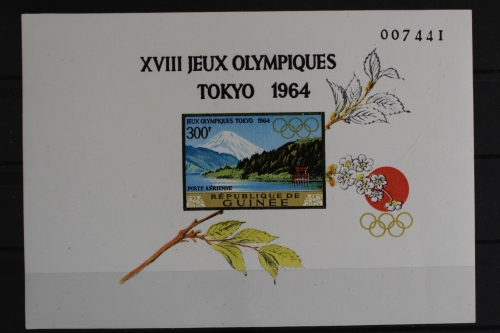 007441
XVIII JEUX OLYMPIQUES
TOKYO 1964
JEUX OLYMPIQUES TOKYO 1964
300F
POSTE AÉRIENNE
RÉPUBLIQUE DE
GUINÉE